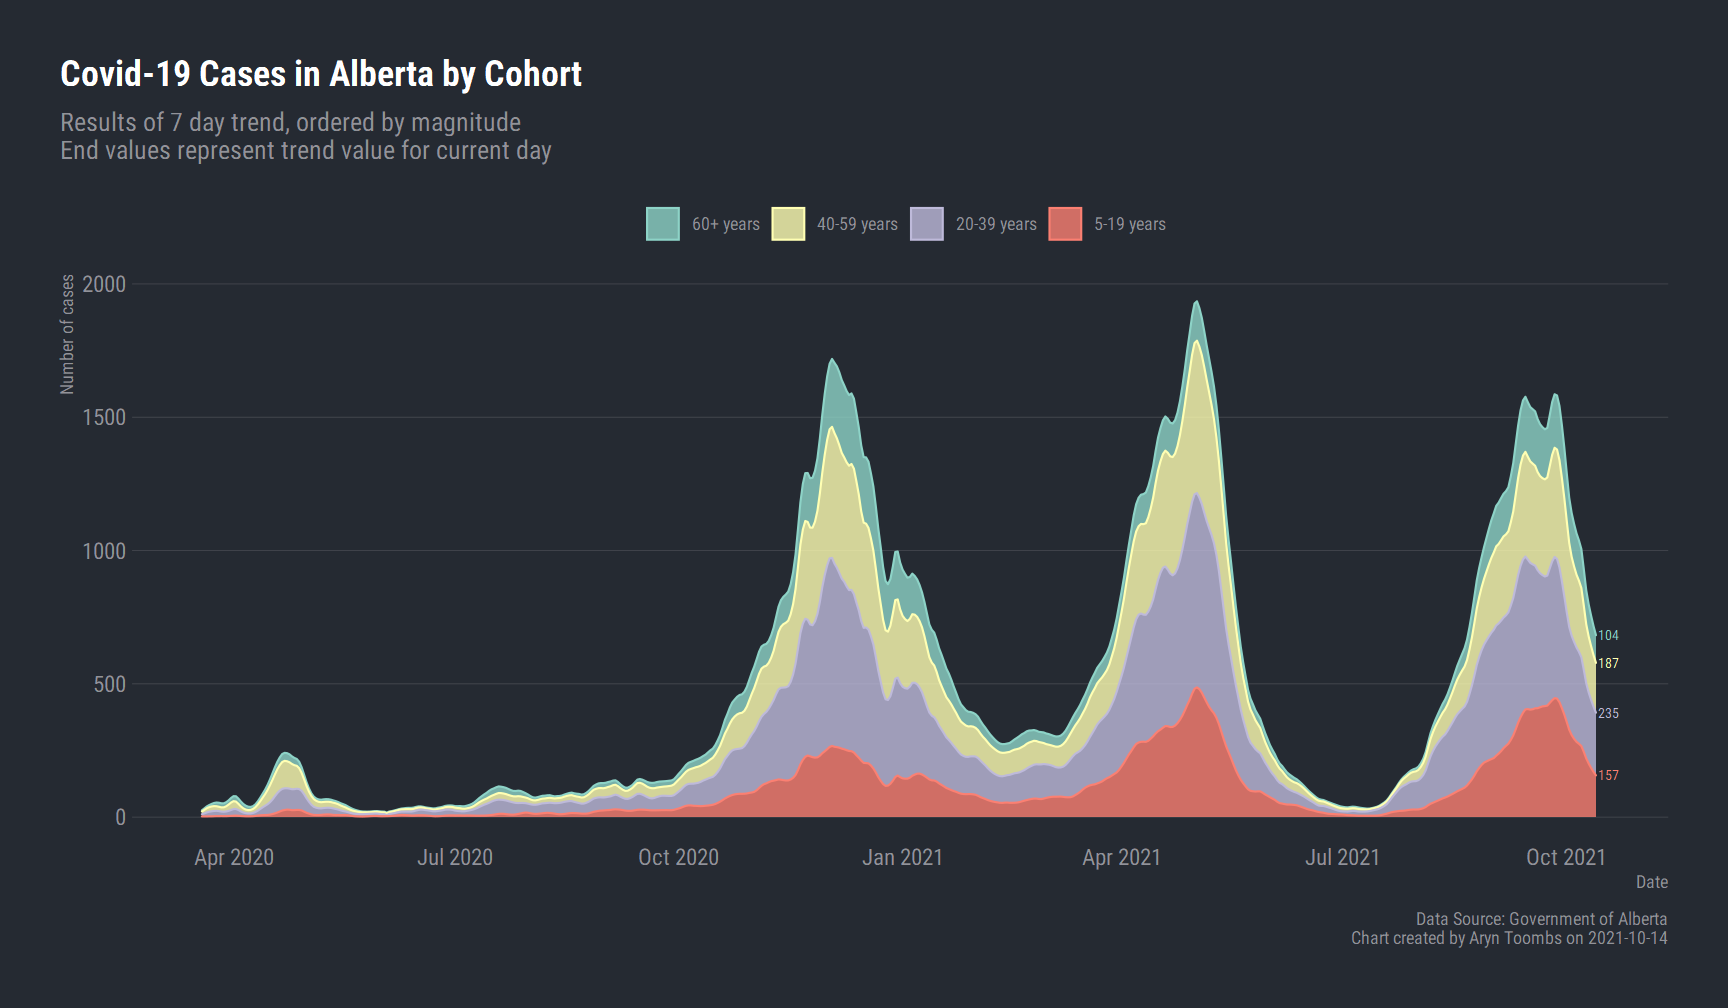 Covid-19 Cases in Alberta by Cohort
Results of 7 day trend, ordered by magnitude
End values represent trend value for current day
60+ years 40-59 years 20-39 years 5-19 years
Number of cases
2000
1500
1000
500
0
104
187
235
157
Apr 2020 Jul 2020 Oct 2020 Jan 2021 Apr 2021 Jul 2021 Oct 2021
Date
Data Source: Government of Alberta
Chart created by Aryn Toombs on 2021-10-14